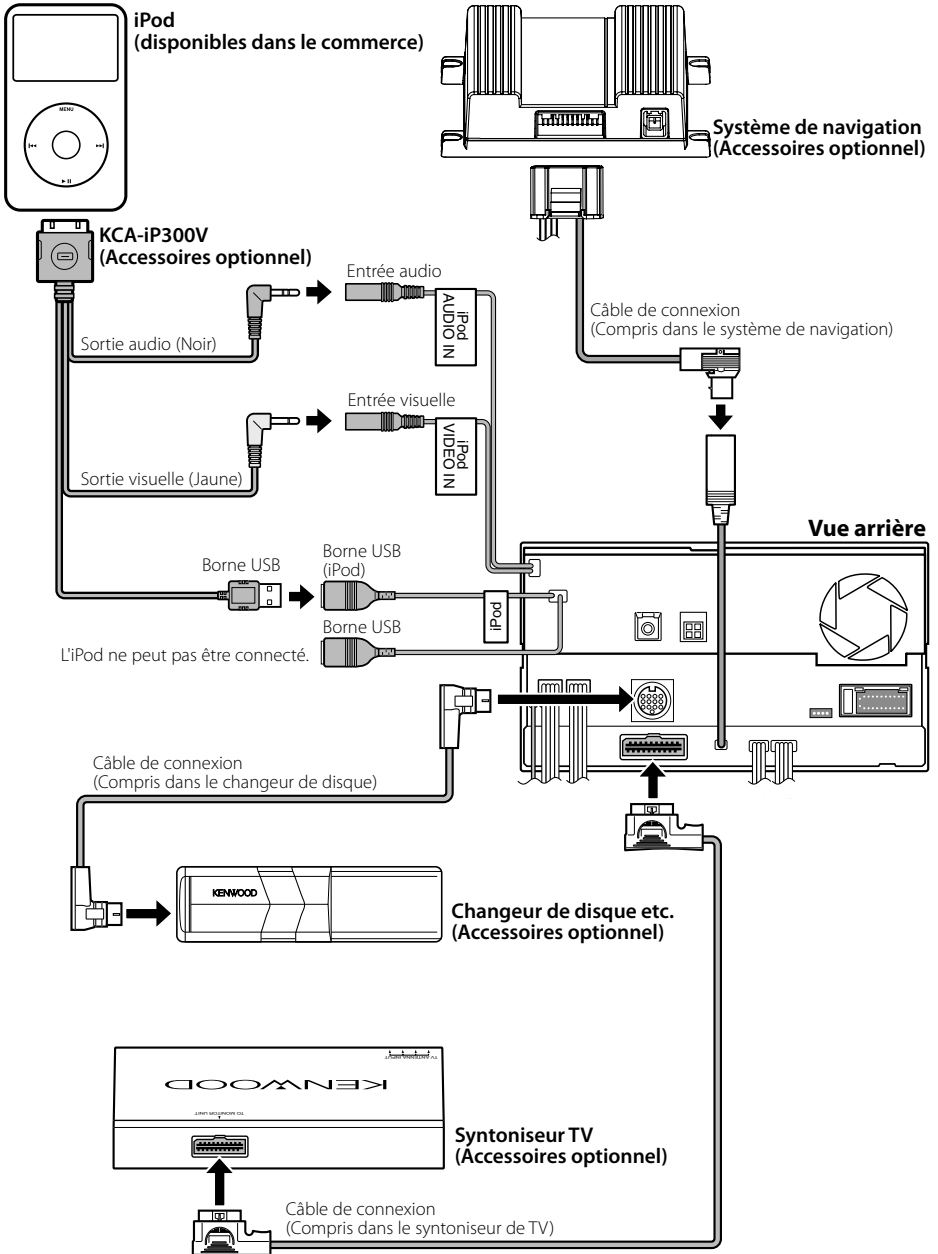 iPod
(disponibles dans le commerce)
MENU
Système de navigation
(Accessoires optionnel)
KCA-iP300V
(Accessoires optionnel)
Entrée audio
iPod
AUDIO IN
Câble de connexion
(Compris dans le système de navigation)
Sortie audio (Noir)
Entrée visuelle
iPod
VIDEO IN
Sortie visuelle (Jaune)
Vue arrière
Borne USB
Borne USB
(iPod)
iPod
Borne USB
L'iPod ne peut pas être connecté.
Câble de connexion
(Compris dans le changeur de disque)
KENWOOD
Changeur de disque etc.
(Accessoires optionnel)
TV ANTENNA INPUT
KENWOOD
TO MONITOR UNIT
Syntoniseur TV
(Accessoires optionnel)
Câble de connexion
(Compris dans le syntoniseur de TV)